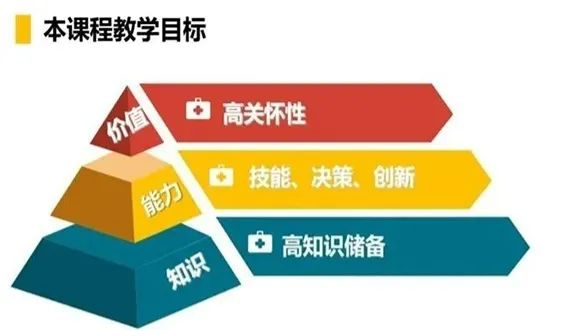 本课程教学目标
价值
高关怀性
能力
技能、决策、创新
知识
高知识储备